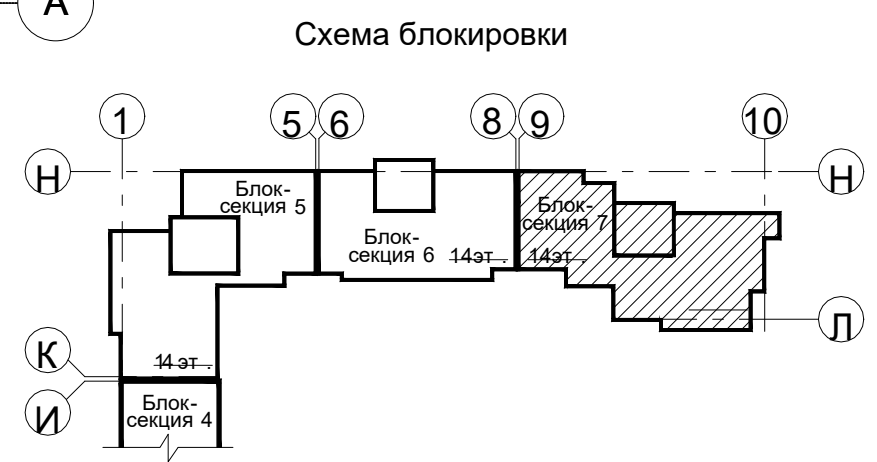 А
Схема блокировки
1
5 6
8 9
10
Н
Н
Блок-
секция 5
Блок-
секция 6
Блок-
секция 7
14эт.
14эт.
Л
К
14 эт.
И
Блок-
секция 4